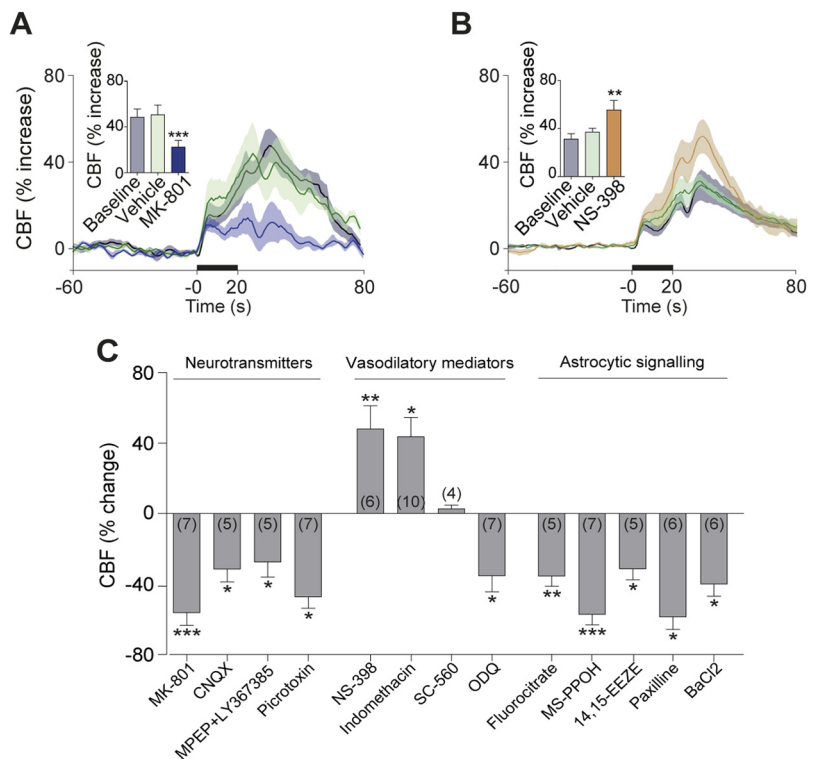 A
CBF (% increase)
80
40
0
-60
-0
20
80
Time (s)
CBF (% increase)
80
40
0
***
Baseline
Vehicle
MK-801
B
80
40
0
-60
-0
20
80
Time (s)
CBF (% increase)
80
40
0
**
Baseline
Vehicle
NS-398
C
Neurotransmitters Vasodilatory mediators Astrocytic signalling
CBF (% change)
80
40
0
-40
-80
** *
(6) (10) (4)
(7) (5) (5) (7) (7) (5) (7) (5) (6) (6)
*** * * * * ** *** * * *
MK-801
CNQX
MPEP+LY367385
Picrotoxin
NS-398
Indomethacin
SC-560
ODQ
Fluorocitrate
MS-PPOH
14,15-EEZE
Paxilline
BaCl2